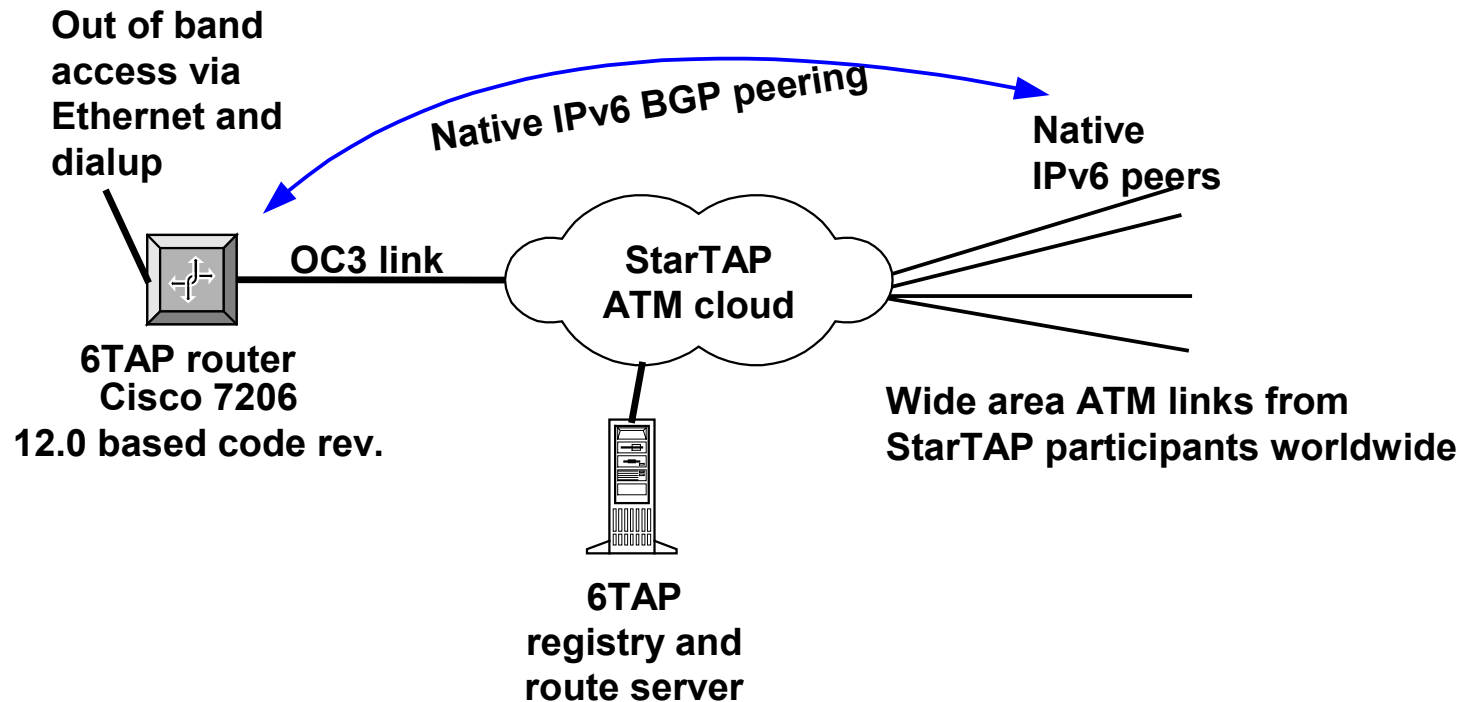 Out of band
access via
Ethernet and
dialup
Native IPv6 BGP peering
Native
IPv6 peers
OC3 link
StarTAP
ATM cloud
6TAP router
Cisco 7206
12.0 based code rev.
Wide area ATM links from
StarTAP participants worldwide
6TAP
registry and
route server